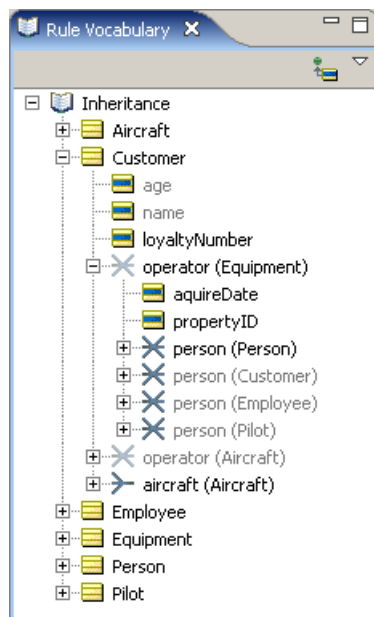 Rule Vocabulary
Inheritance
Aircraft
Customer
age
name
loyaltyNumber
operator (Equipment)
aquireDate
propertyID
person (Person)
person (Customer)
person (Employee)
person (Pilot)
operator (Aircraft)
aircraft (Aircraft)
Employee
Equipment
Person
Pilot